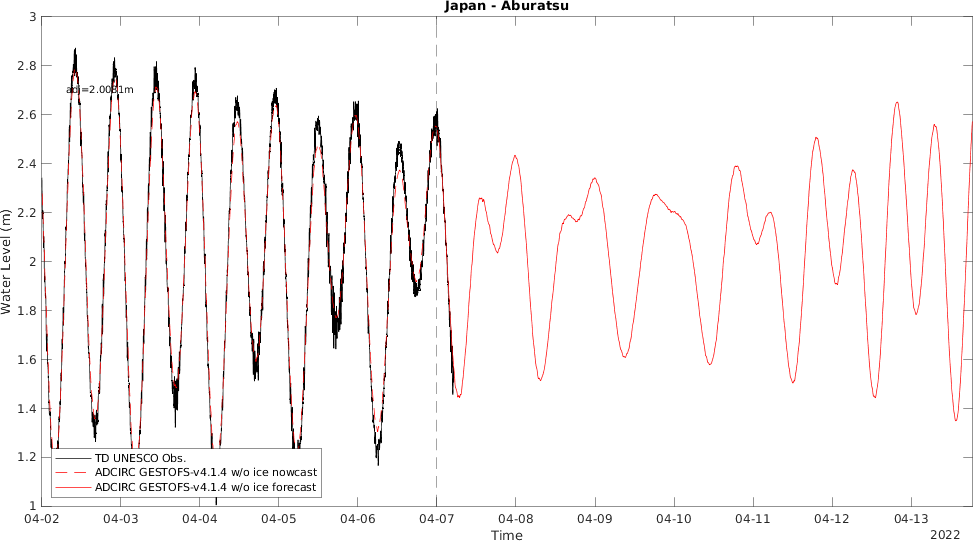 Japan - Aburatsu
3
2.8
adj=2.0031m
2.6
2.4
2.2
2
1.8
1.6
1.4
1.2
1
Water Level (m)
TD UNESCO Obs.
ADCIRC GESTOFS-v4.1.4 w/o ice nowcast
ADCIRC GESTOFS-v4.1.4 w/o ice forecast
04-02 04-03 04-04 04-05 04-06 04-07 04-08 04-09 04-10 04-11 04-12 04-13
Time
2022